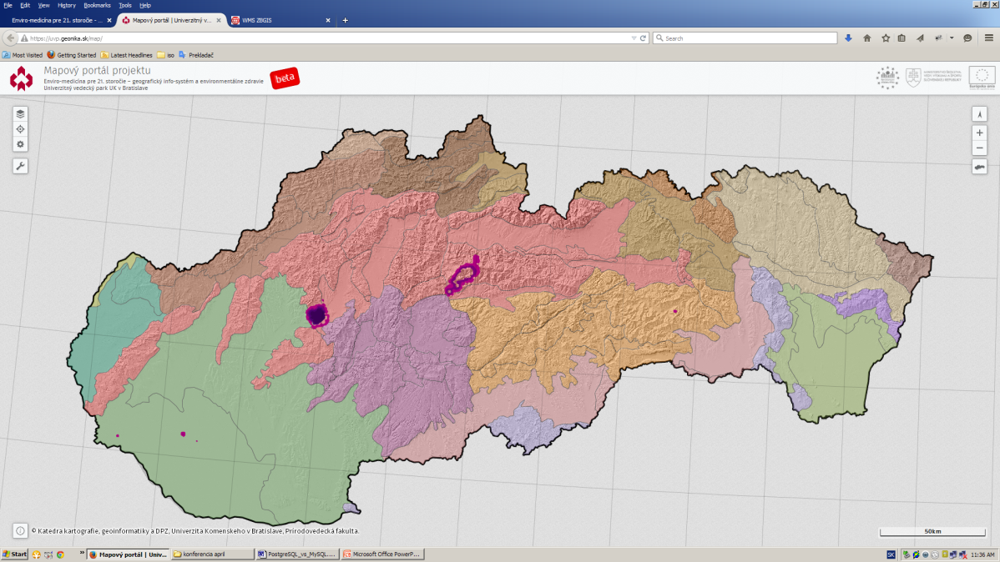 File Edit View History Bookmarks Tools Help
Enviro-medicína pre 21. storočie - ... × Mapový portál | Univerzitný v... × WMS ZBGIS × +
https://uvp.geonika.sk/map/ Search
Most Visited Getting Started Latest Headlines iso Prekladač
Mapový portál projektu
Enviro-medicína pre 21. storočie – geografický info-systém a environmentálne zdravie
Univerzitný vedecký park UK v Bratislave
beta
Európska únia
© Katedra kartografie, geoinformatiky a DPZ, Univerzita Komenskeho v Bratislave, Prírodovedecká fakulta.
50km
Start » Mapový portál | Univ... konferencia april PostgreSQL_vs_MySQL.... Microsoft Office PowerP... SK 11:36 AM